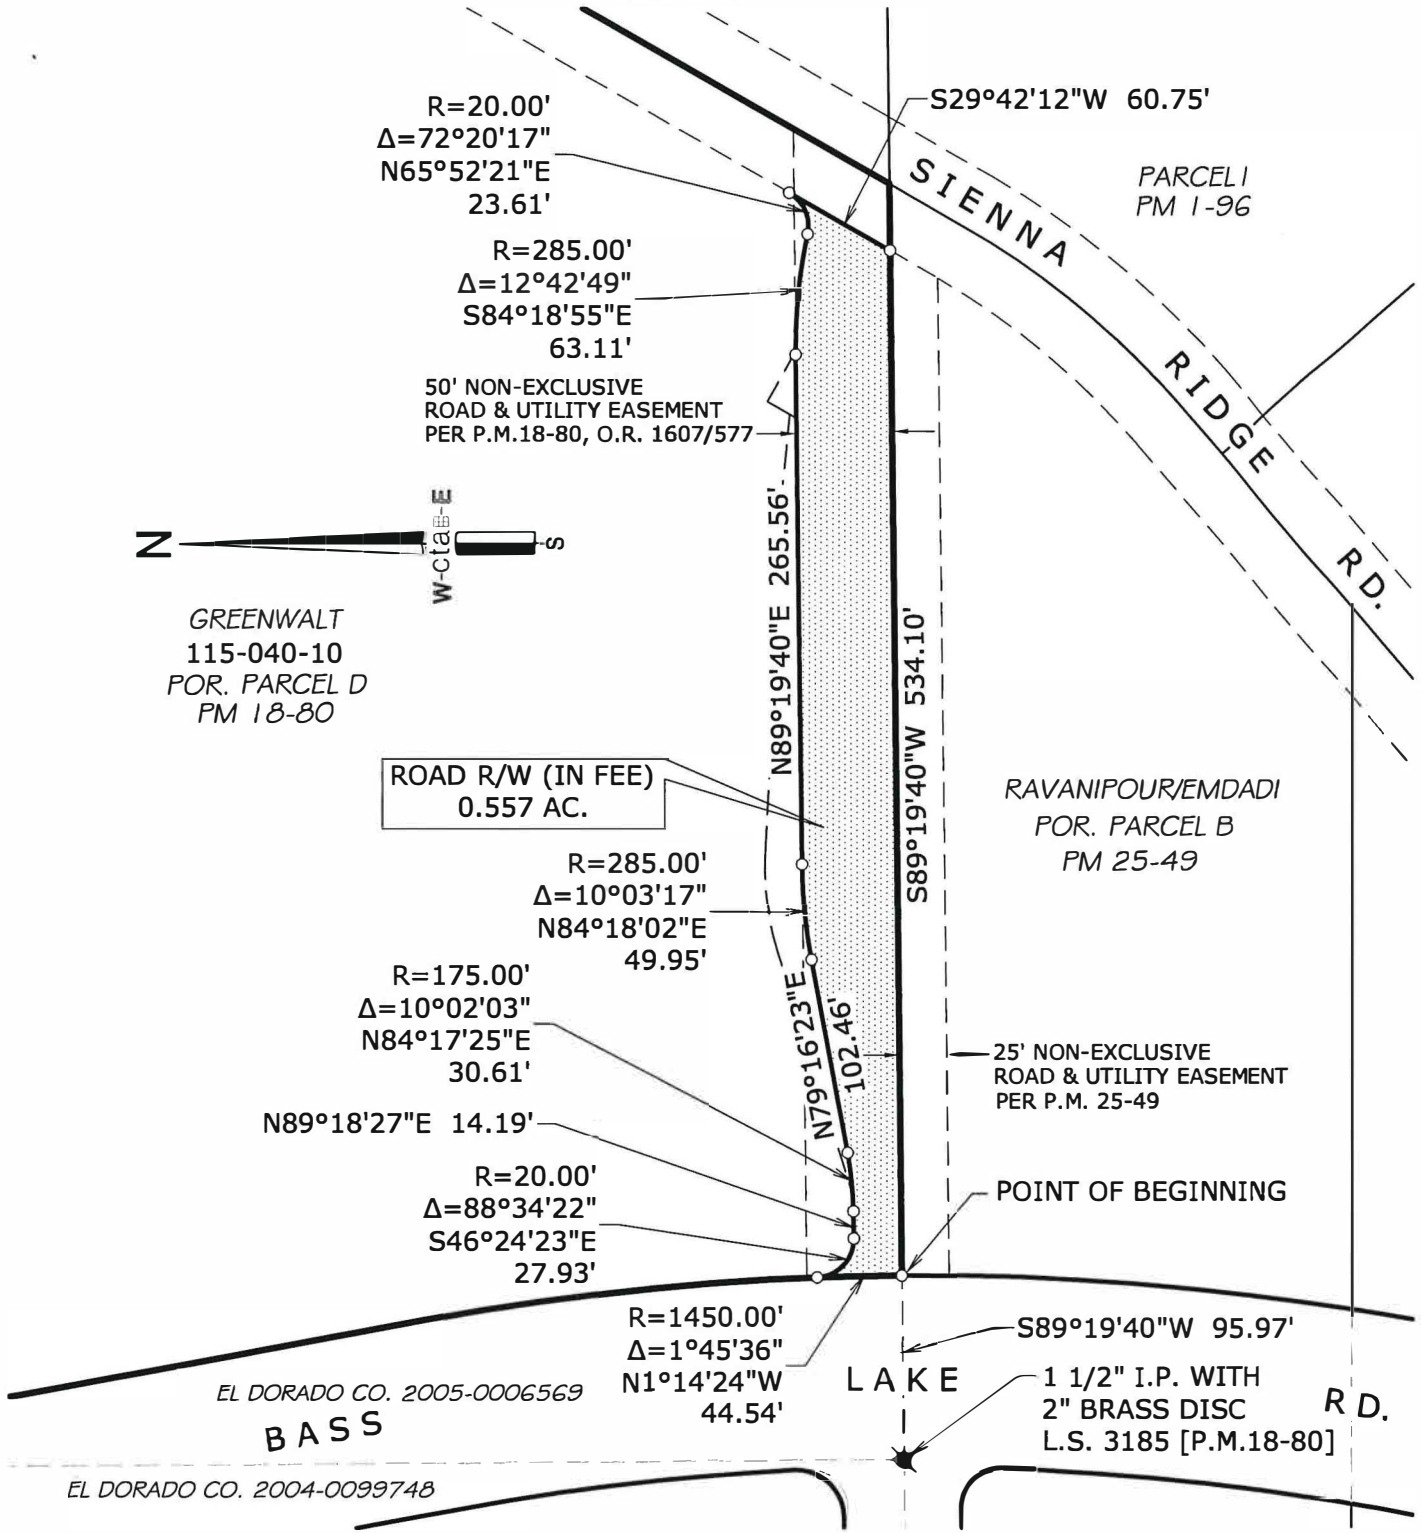 R=20.00'
Δ=72°20'17"
N65°52'21"E
23.61'
S29°42'12"W 60.75'
PARCEL 1
PM 1-96
SIENNA RIDGE RD.
R=285.00'
Δ=12°42'49"
S84°18'55"E
63.11'
50' NON-EXCLUSIVE
ROAD & UTILITY EASEMENT
PER P.M.18-80, O.R. 1607/577
N
W-ctaE-E
S
GREENWALT
115-040-10
POR. PARCEL D
PM 18-80
N89°19'40"E 265.56'
S89°19'40"W 534.10'
ROAD R/W (IN FEE)
0.557 AC.
RAVANIPOUR/EMDADI
POR. PARCEL B
PM 25-49
R=285.00'
Δ=10°03'17"
N84°18'02"E
49.95'
R=175.00'
Δ=10°02'03"
N84°17'25"E
30.61'
N79°16'23"E
102.46'
25' NON-EXCLUSIVE
ROAD & UTILITY EASEMENT
PER P.M. 25-49
N89°18'27"E 14.19'
R=20.00'
Δ=88°34'22"
S46°24'23"E
27.93'
POINT OF BEGINNING
R=1450.00'
Δ=1°45'36"
N1°14'24"W
44.54'
S89°19'40"W 95.97'
1 1/2" I.P. WITH
2" BRASS DISC
L.S. 3185 [P.M.18-80]
EL DORADO CO. 2005-0006569
BASS LAKE RD.
EL DORADO CO. 2004-0099748